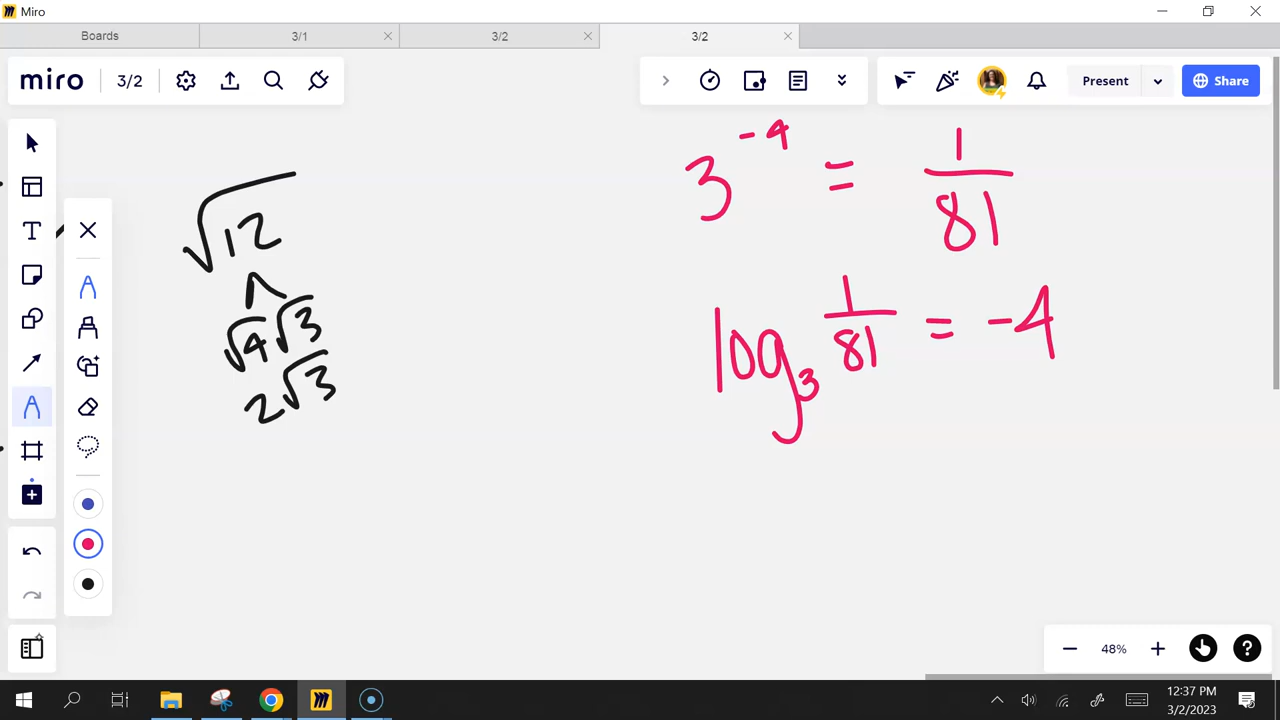 Miro
Boards
3/1
3/2
3/2
miro 3/2
Present
Share
√12
√4 √3
2√3
3⁻⁴ = 1/81
log₃ 1/81 = -4
48%
12:37 PM
3/2/2023